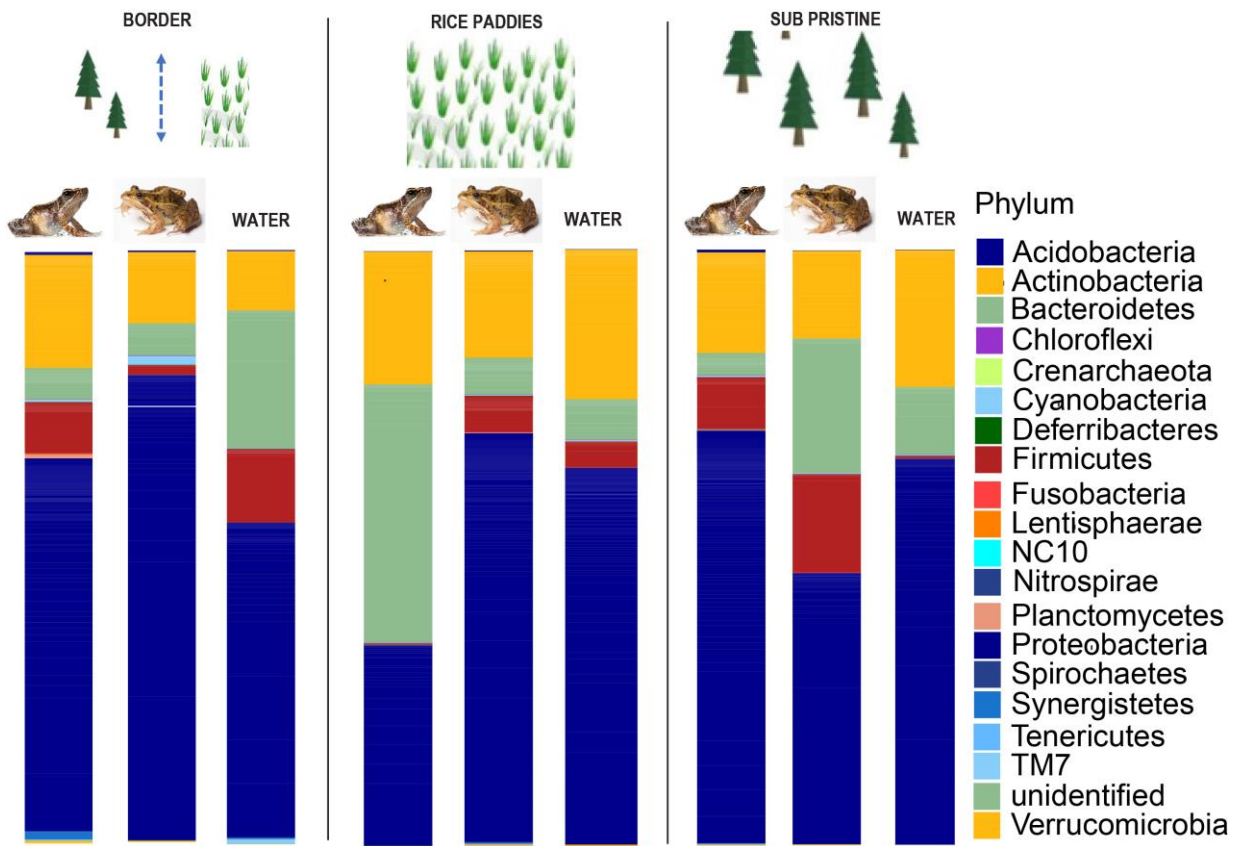 BORDER
RICE PADDIES
SUB PRISTINE
WATER
WATER
WATER
Phylum
Acidobacteria
Actinobacteria
Bacteroidetes
Chloroflexi
Crenarchaeota
Cyanobacteria
Deferribacteres
Firmicutes
Fusobacteria
Lentisphaerae
NC10
Nitrospirae
Planctomycetes
Proteobacteria
Spirochaetes
Synergistetes
Tenericutes
TM7
unidentified
Verrucomicrobia